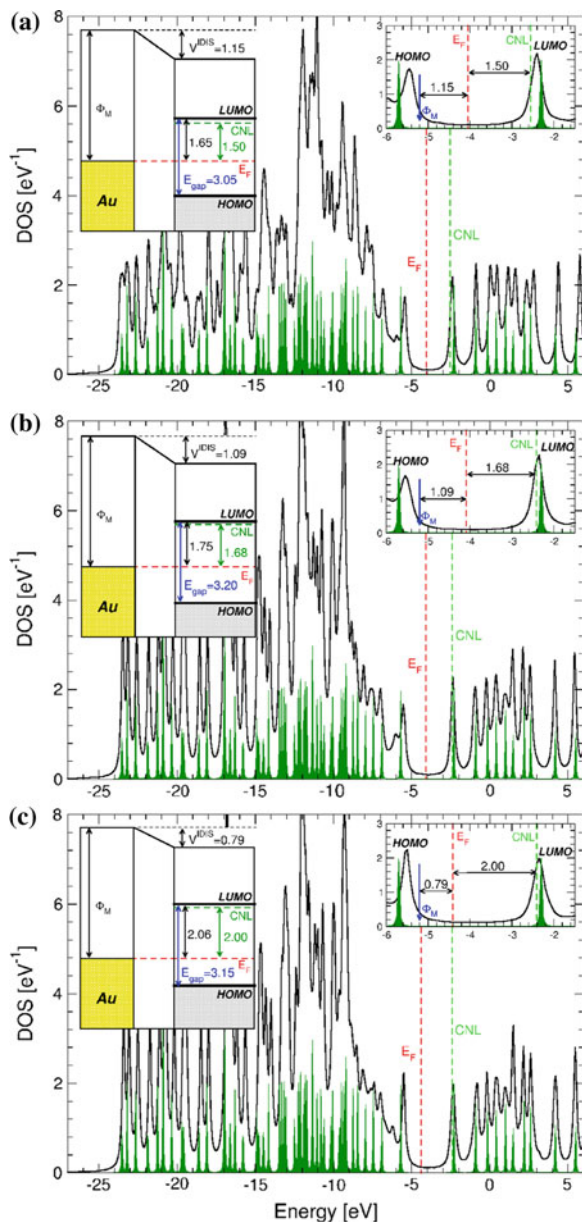 (a)
DOS [eV⁻¹]
8
6
4
2
0
V^IDIS=1.15
Φ_M
LUMO
CNL
1.65
1.50
E_F
E_gap=3.05
HOMO
Au
3
2
1
0
HOMO
E_F
CNL
LUMO
1.50
1.15
Φ_M
-6 -5 -4 -3 -2
E_F
CNL
-25 -20 -15 -10 -5 0 5
(b)
DOS [eV⁻¹]
8
6
4
2
0
V^IDIS=1.09
Φ_M
LUMO
CNL
1.75
1.68
E_F
E_gap=3.20
HOMO
Au
3
2
1
0
HOMO
E_F
CNL
LUMO
1.68
1.09
Φ_M
-6 -5 -4 -3 -2
CNL
E_F
-25 -20 -15 -10 -5 0 5
(c)
DOS [eV⁻¹]
8
6
4
2
0
V^IDIS=0.79
Φ_M
LUMO
CNL
2.06
2.00
E_F
E_gap=3.15
HOMO
Au
3
2
1
0
HOMO
E_F
CNL
LUMO
2.00
0.79
Φ_M
-6 -5 -4 -3 -2
CNL
E_F
-25 -20 -15 -10 -5 0 5
Energy [eV]